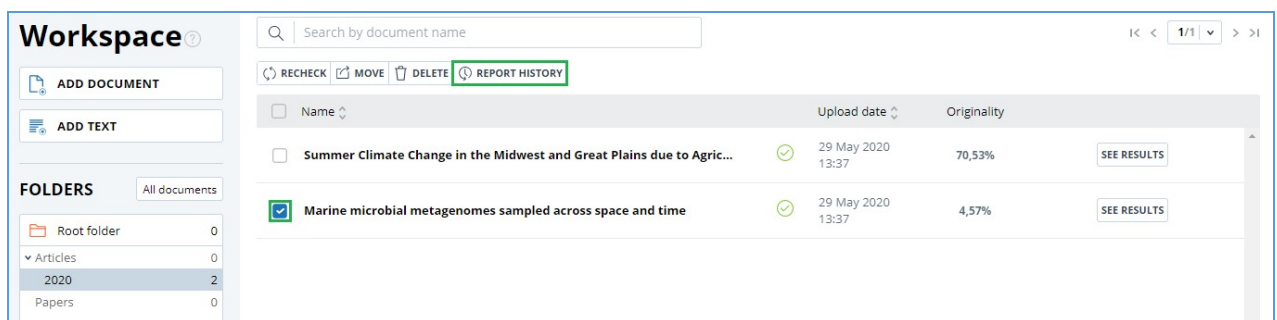 Workspace
Search by document name
1/1
ADD DOCUMENT
RECHECK MOVE DELETE REPORT HISTORY
Name Upload date Originality
ADD TEXT
Summer Climate Change in the Midwest and Great Plains due to Agric... 29 May 2020 13:37 70,53% SEE RESULTS
FOLDERS All documents
Marine microbial metagenomes sampled across space and time 29 May 2020 13:37 4,57% SEE RESULTS
Root folder 0
Articles 0
2020 2
Papers 0